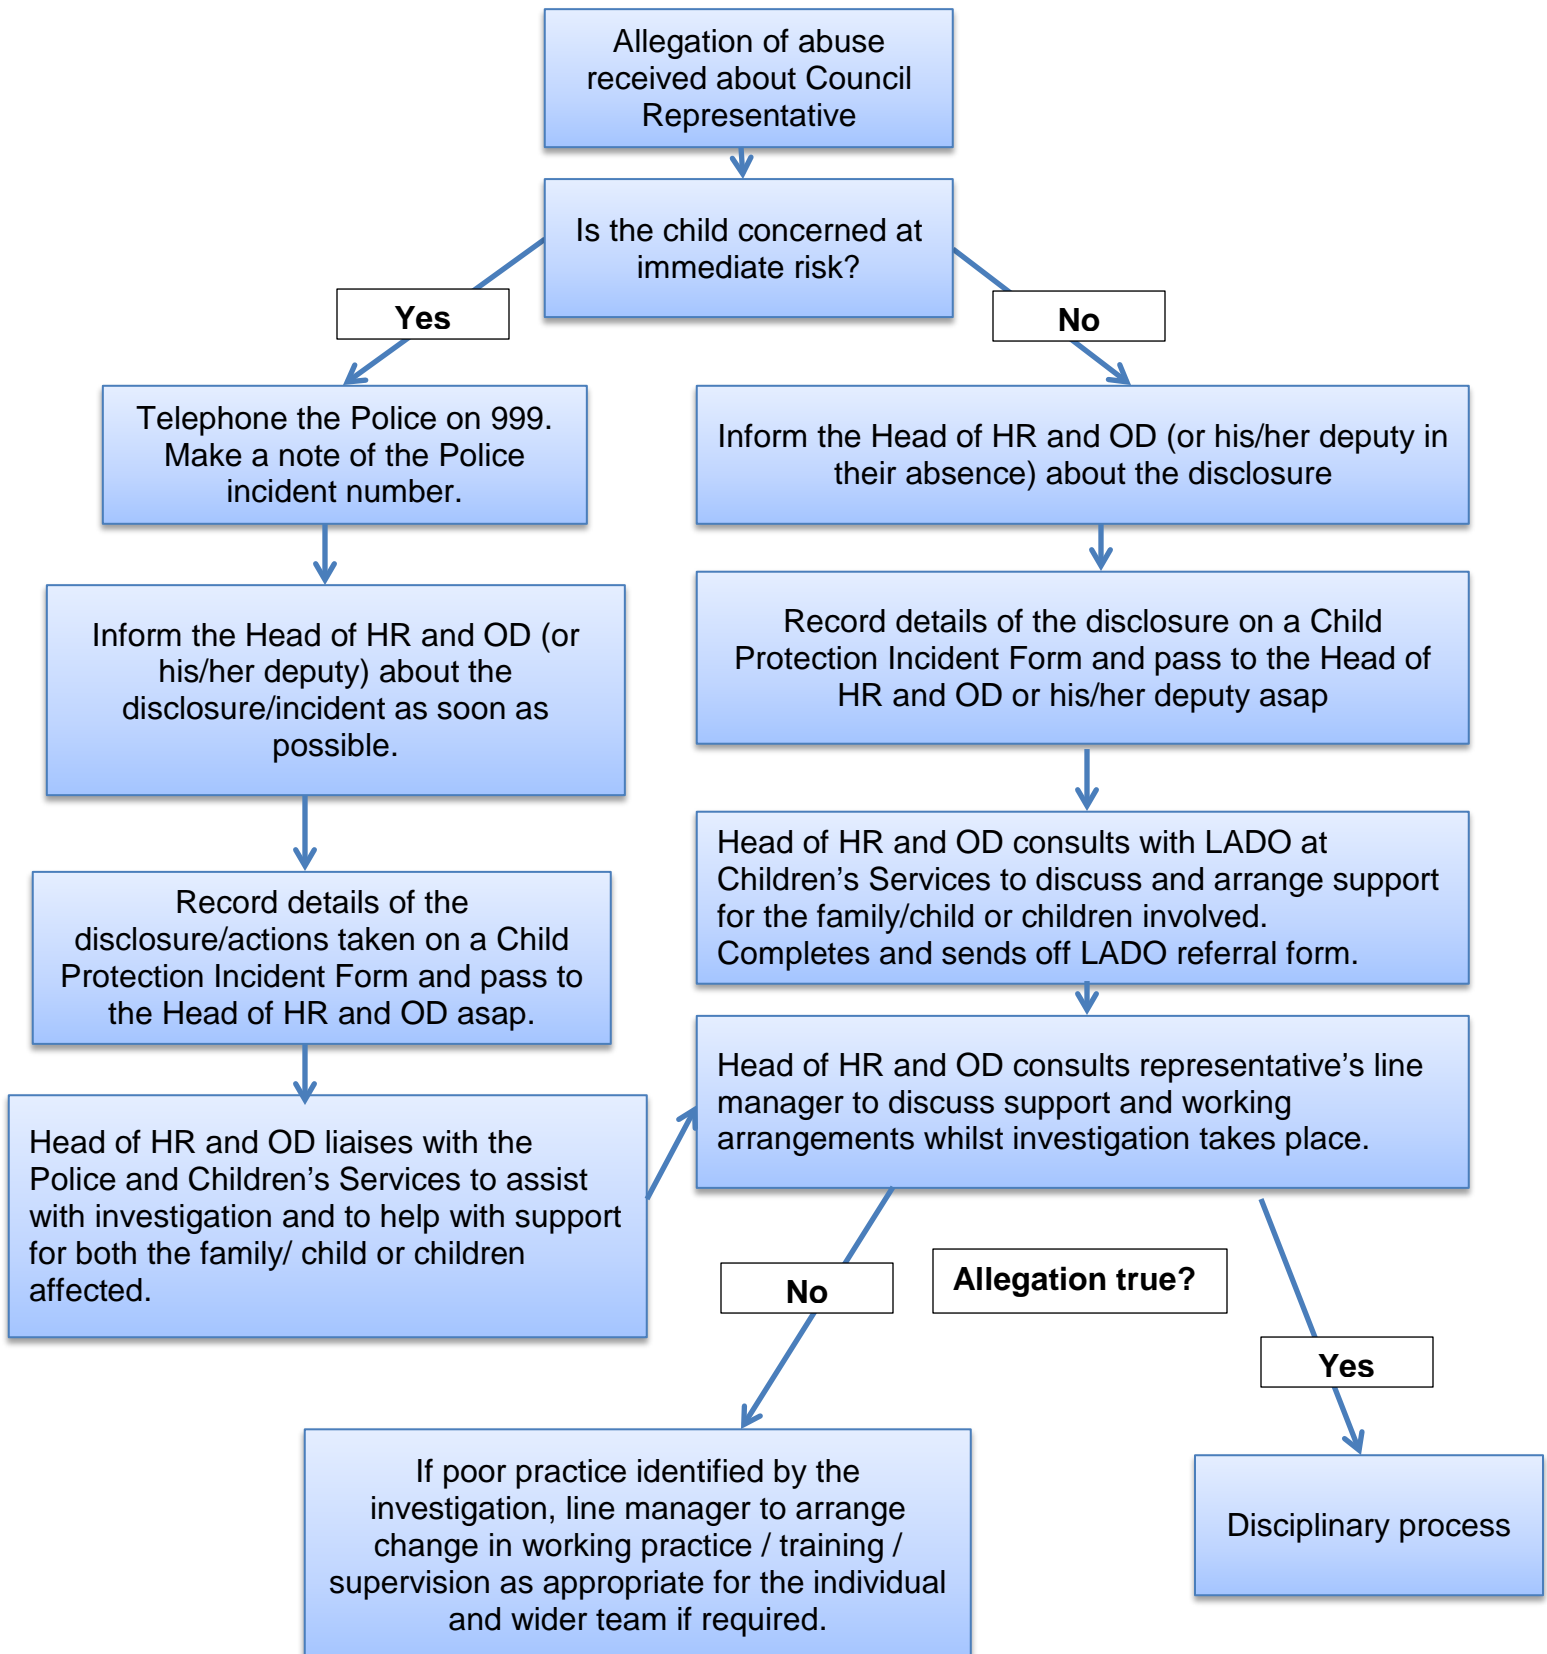 Allegation of abuse
received about Council
Representative
Is the child concerned at
immediate risk?
Yes
No
Telephone the Police on 999.
Make a note of the Police
incident number.
Inform the Head of HR and OD (or his/her deputy in
their absence) about the disclosure
Inform the Head of HR and OD (or
his/her deputy) about the
disclosure/incident as soon as
possible.
Record details of the disclosure on a Child
Protection Incident Form and pass to the Head of
HR and OD or his/her deputy asap
Record details of the
disclosure/actions taken on a Child
Protection Incident Form and pass to
the Head of HR and OD asap.
Head of HR and OD consults with LADO at
Children’s Services to discuss and arrange support
for the family/child or children involved.
Completes and sends off LADO referral form.
Head of HR and OD liaises with the
Police and Children’s Services to assist
with investigation and to help with support
for both the family/ child or children
affected.
Head of HR and OD consults representative’s line
manager to discuss support and working
arrangements whilst investigation takes place.
No
Allegation true?
Yes
If poor practice identified by the
investigation, line manager to arrange
change in working practice / training /
supervision as appropriate for the individual
and wider team if required.
Disciplinary process